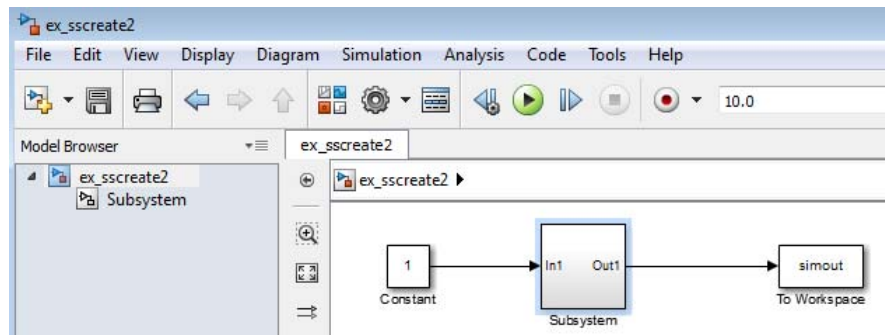 ex_sscreate2
File Edit View Display Diagram Simulation Analysis Code Tools Help
10.0
Model Browser
ex_sscreate2
ex_sscreate2
ex_sscreate2
Subsystem
1
In1 Out1
simout
Constant
Subsystem
To Workspace